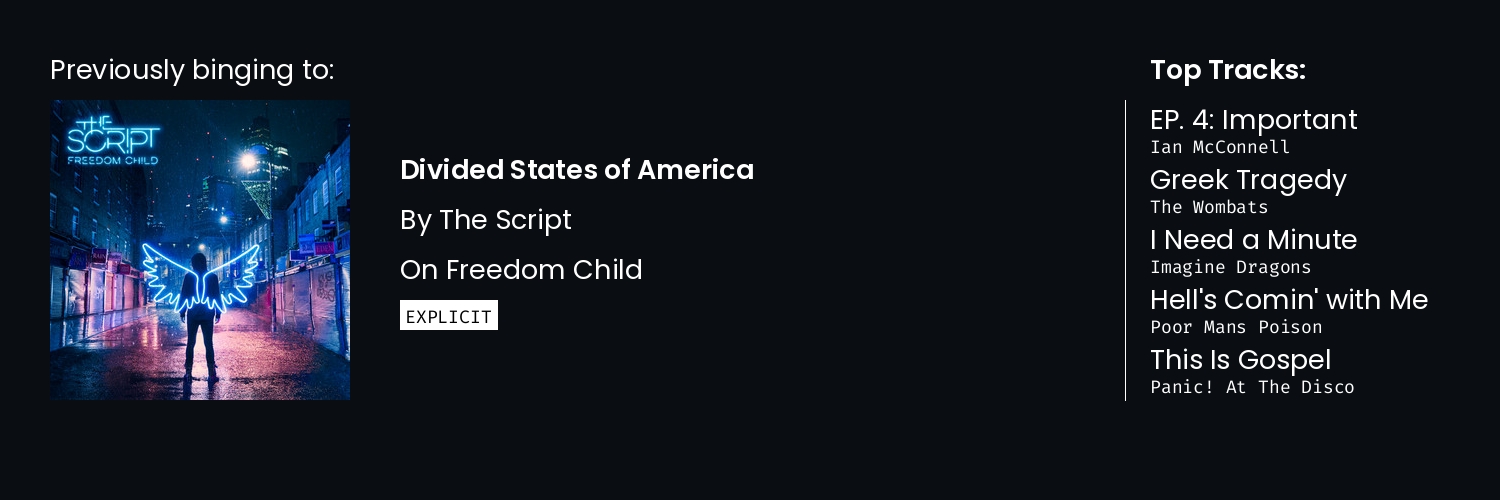 Previously binging to:
THE
SCRIPT
FREEDOM CHILD
Divided States of America
By The Script
On Freedom Child
EXPLICIT
Top Tracks:
EP. 4: Important
Ian McConnell
Greek Tragedy
The Wombats
I Need a Minute
Imagine Dragons
Hell's Comin' with Me
Poor Mans Poison
This Is Gospel
Panic! At The Disco